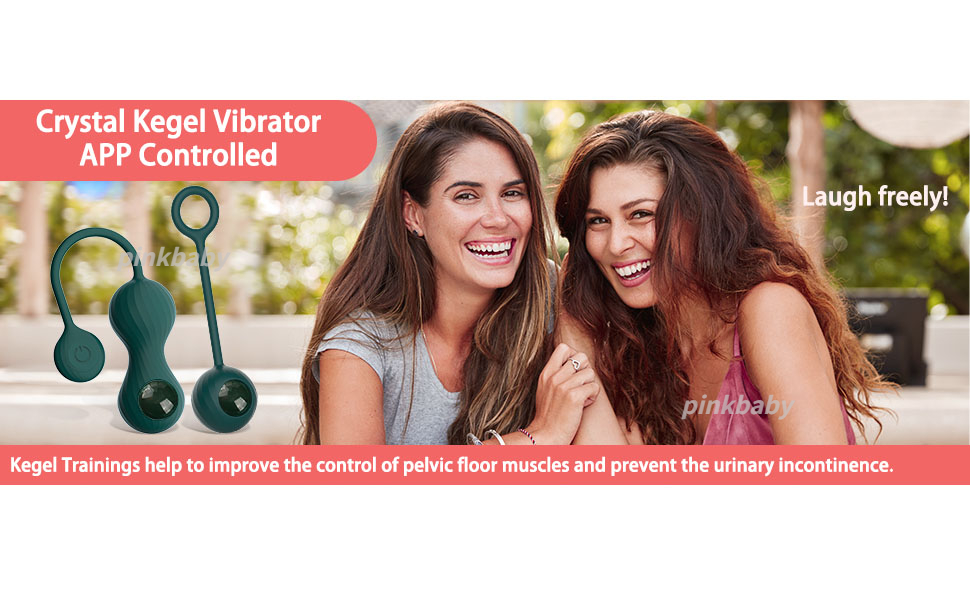 Crystal Kegel Vibrator
APP Controlled
Laugh freely!
pinkbaby
pinkbaby
Kegel Trainings help to improve the control of pelvic floor muscles and prevent the urinary incontinence.